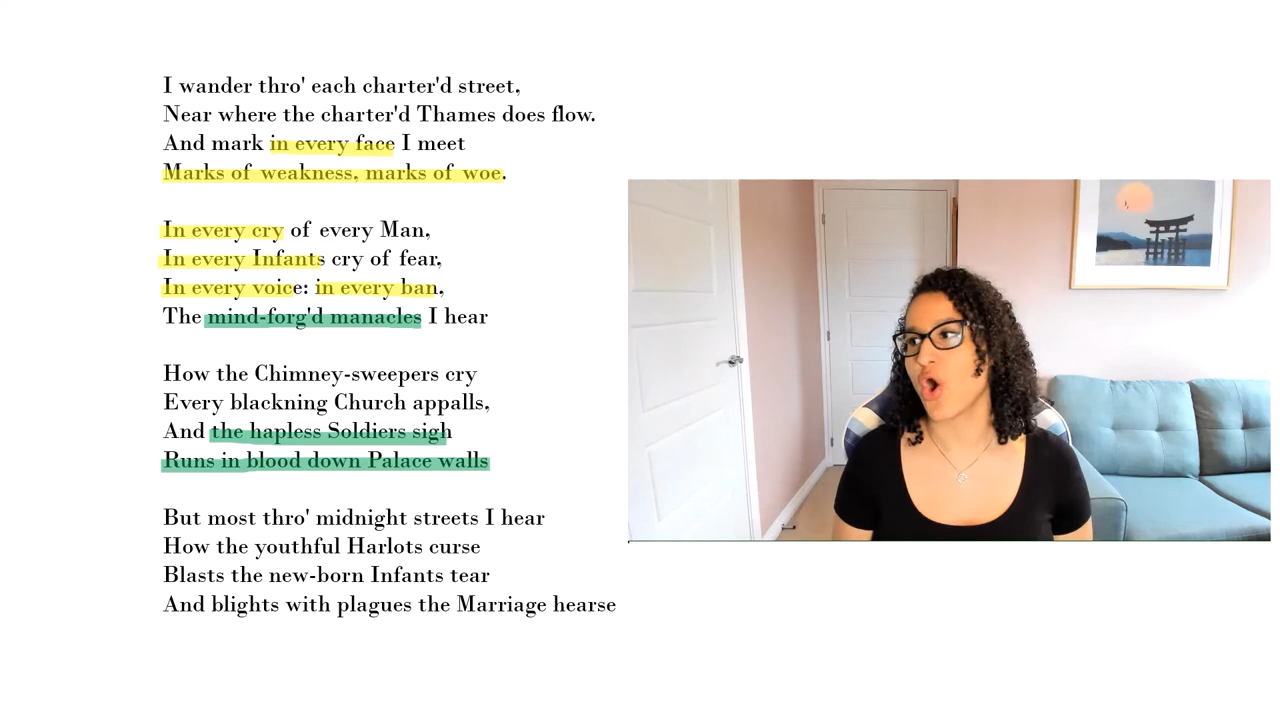 I wander thro' each charter'd street,
Near where the charter'd Thames does flow.
And mark in every face I meet
Marks of weakness, marks of woe.
In every cry of every Man,
In every Infants cry of fear,
In every voice: in every ban,
The mind-forg'd manacles I hear
How the Chimney-sweepers cry
Every blackning Church appalls,
And the hapless Soldiers sigh
Runs in blood down Palace walls
But most thro' midnight streets I hear
How the youthful Harlots curse
Blasts the new-born Infants tear
And blights with plagues the Marriage hearse